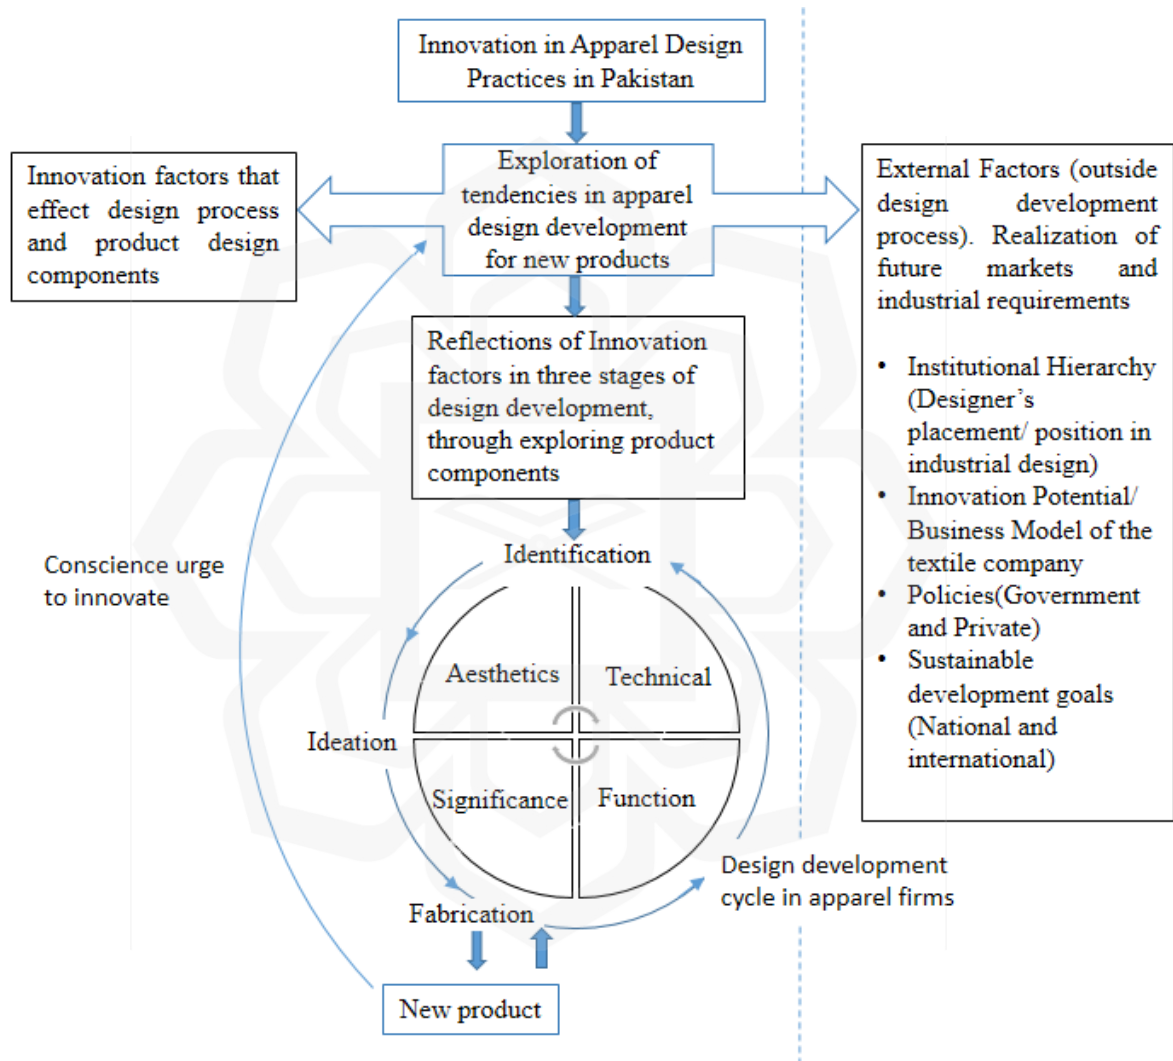 Innovation in Apparel Design
Practices in Pakistan
Exploration of
tendencies in apparel
design development
for new products
Innovation factors that
effect design process
and product design
components
External Factors (outside
design development
process). Realization of
future markets and
industrial requirements
• Institutional Hierarchy
(Designer's
placement/ position in
industrial design)
• Innovation Potential/
Business Model of the
textile company
• Policies(Government
and Private)
• Sustainable
development goals
(National and
international)
Reflections of Innovation
factors in three stages of
design development,
through exploring product
components
Conscience urge
to innovate
Identification
Aesthetics
Technical
Ideation
Significance
Function
Design development
cycle in apparel firms
Fabrication
New product